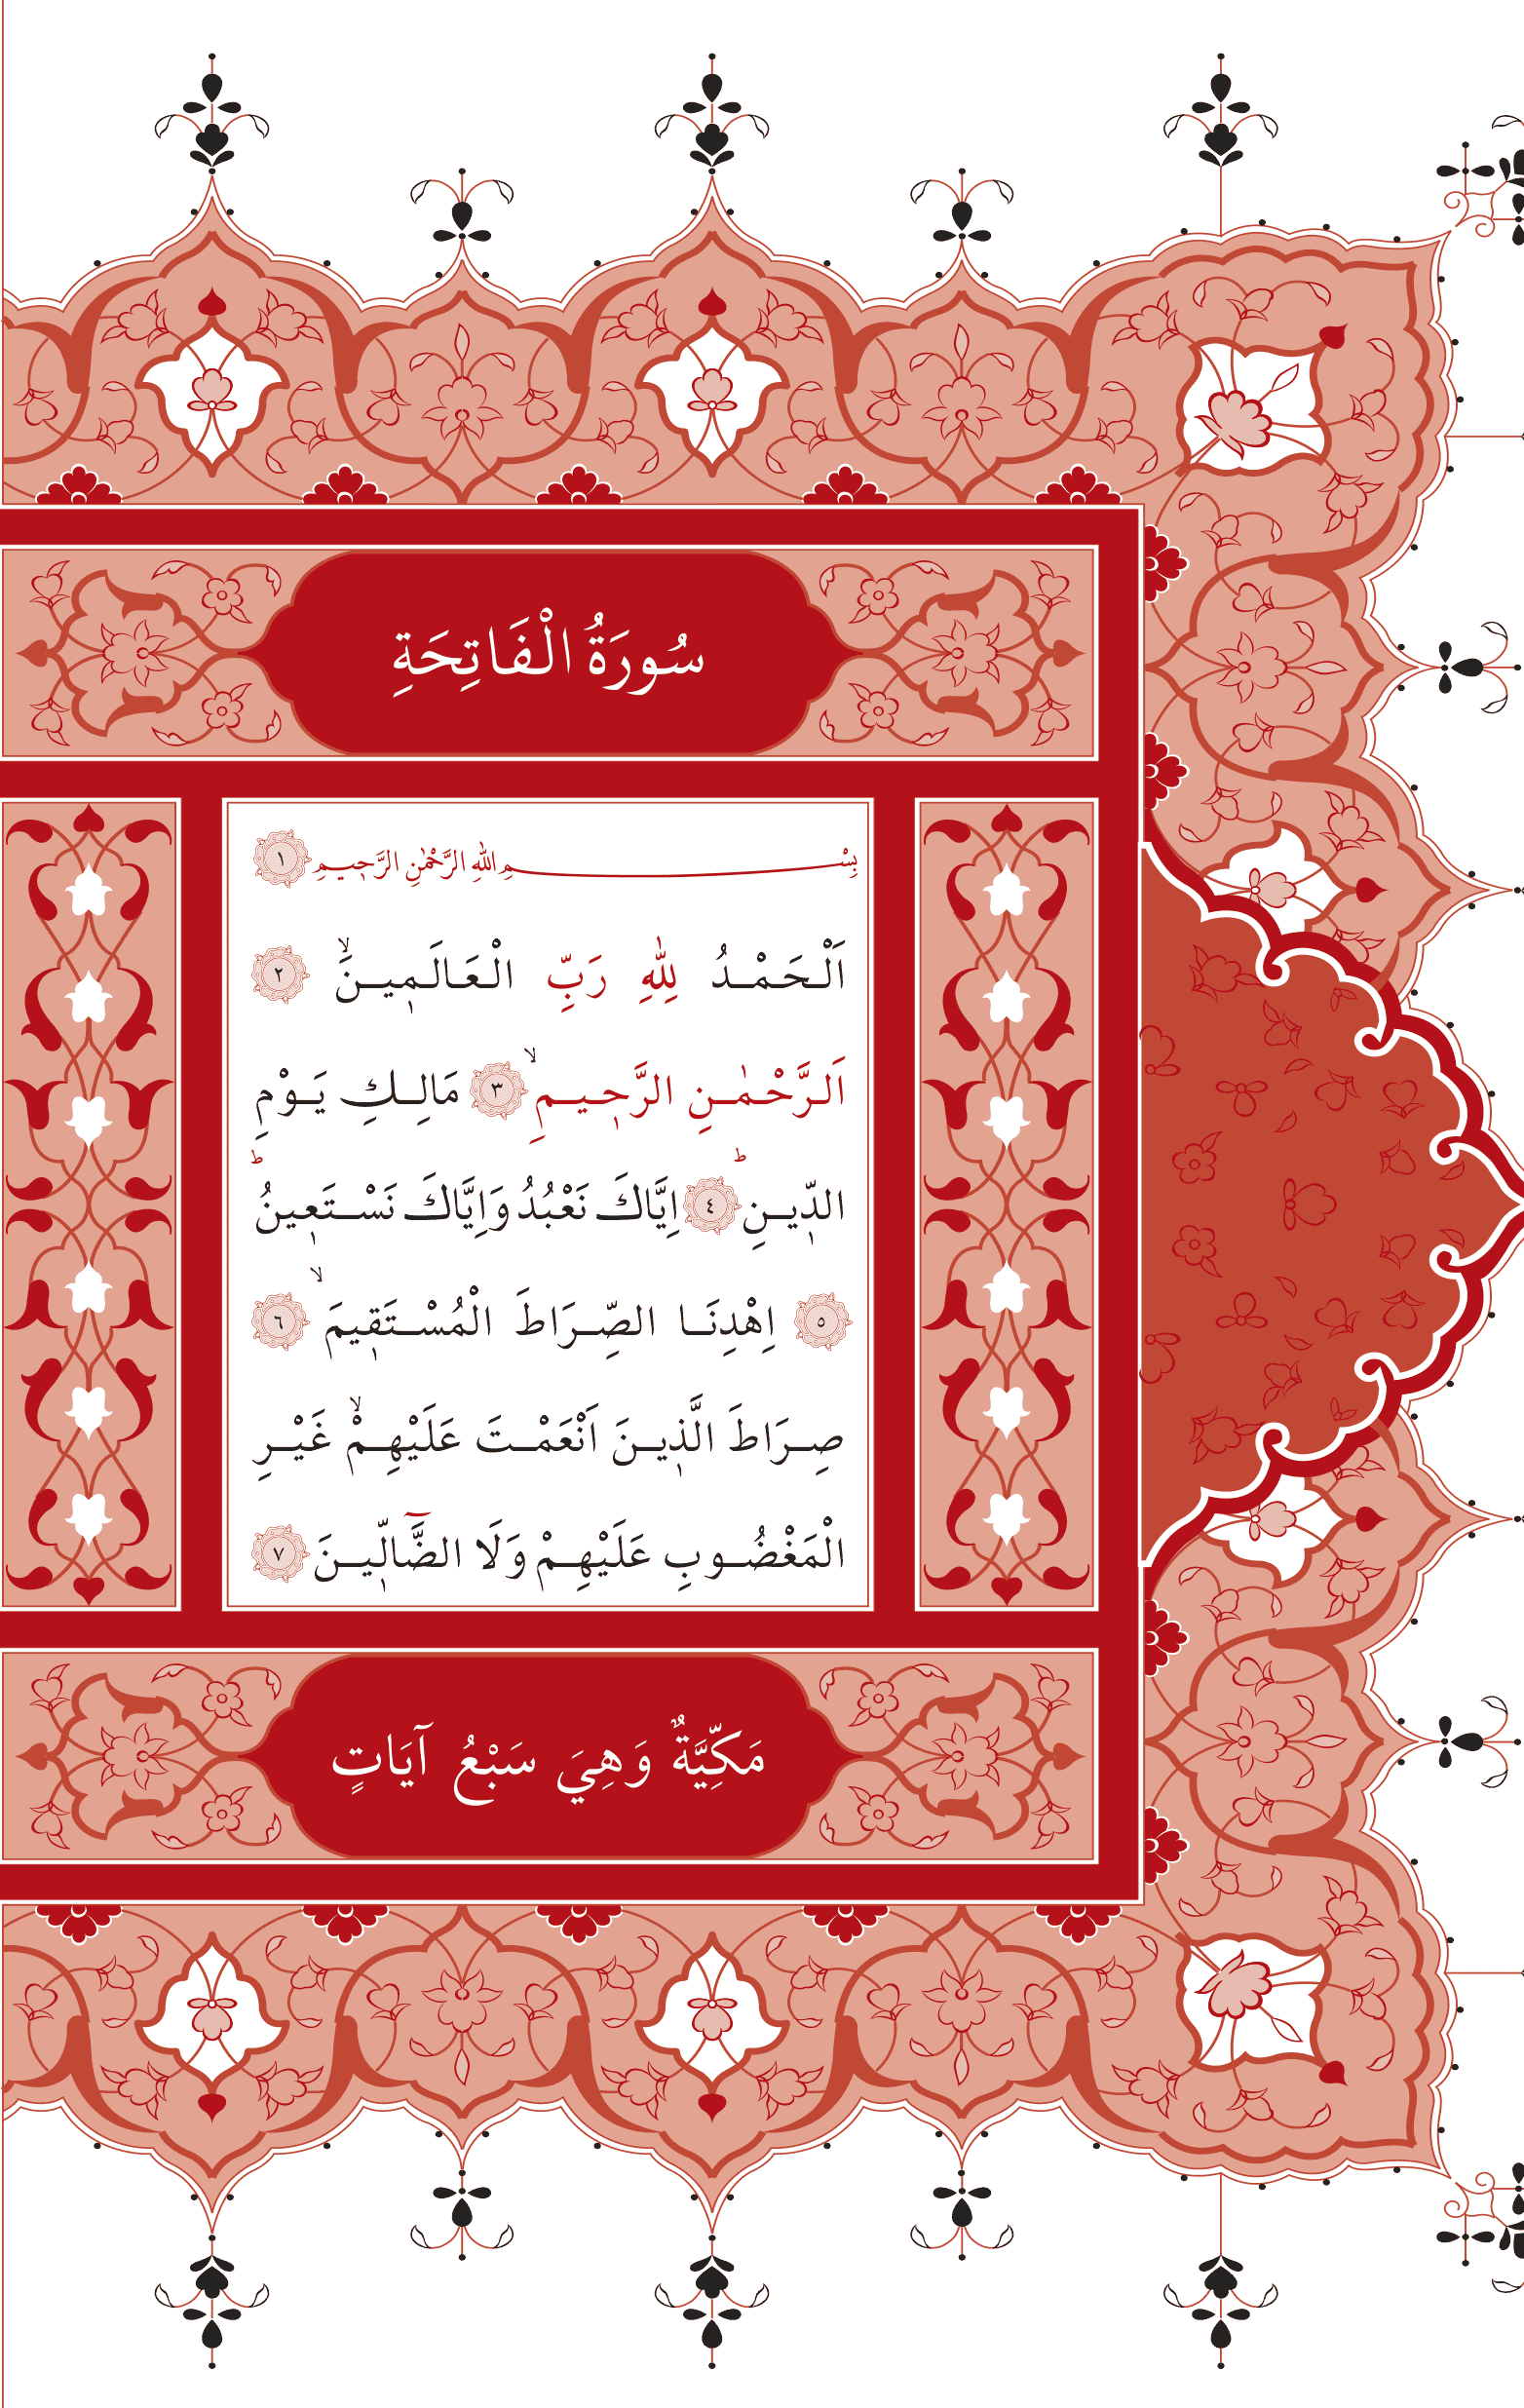 سُورَةُ الْفَاتِحَةِ
بِسْمِ اللّٰهِ الرَّحْمٰنِ الرَّح۪يمِ ١
اَلْحَمْدُ لِلّٰهِ رَبِّ الْعَالَم۪ينَۙ ٢
اَلرَّحْمٰنِ الرَّح۪يمِۙ ٣ مَالِكِ يَوْمِ
الدّ۪ينِۜ ٤ اِيَّاكَ نَعْبُدُ وَاِيَّاكَ نَسْتَع۪ينُۜ
٥ اِهْدِنَا الصِّرَاطَ الْمُسْتَق۪يمَۙ ٦
صِرَاطَ الَّذ۪ينَ اَنْعَمْتَ عَلَيْهِمْۙ غَيْرِ
الْمَغْضُوبِ عَلَيْهِمْ وَلَا الضَّٓالّ۪ينَ ٧
مَكِّيَّةٌ وَهِيَ سَبْعُ آيَاتٍ